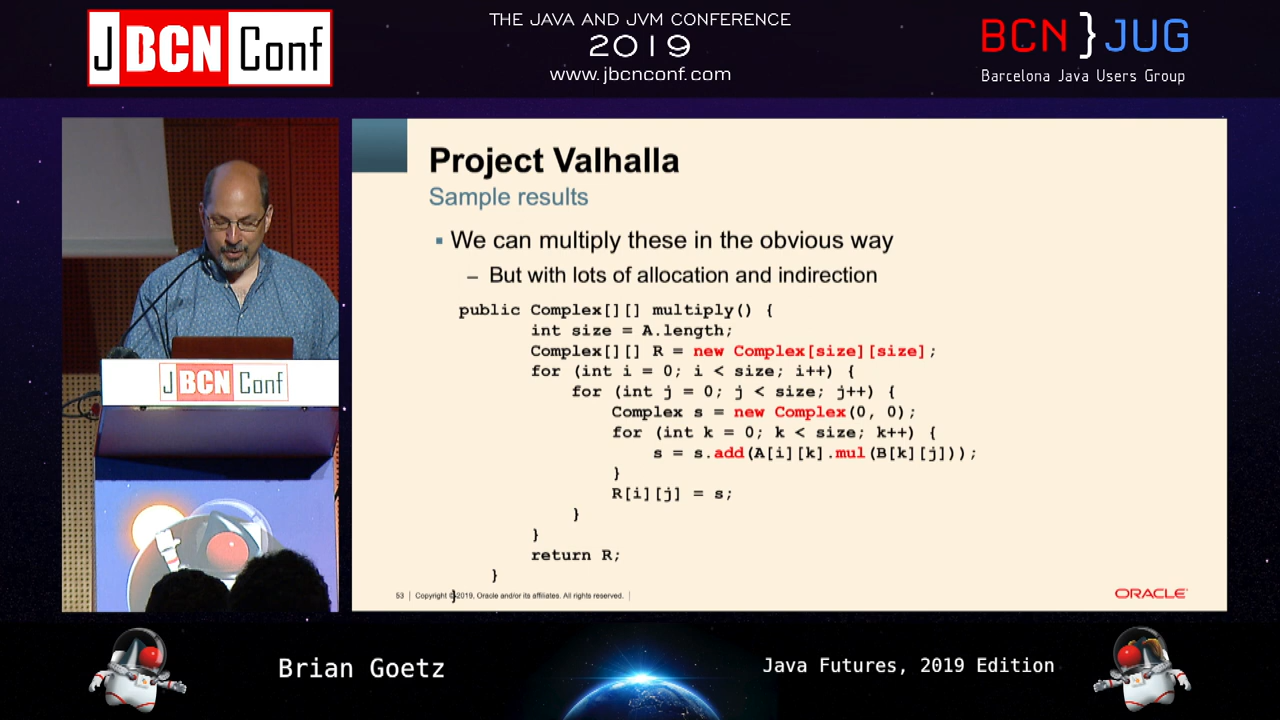 J BCN Conf
THE JAVA AND JVM CONFERENCE
2019
www.jbcnconf.com
BCN}JUG
Barcelona Java Users Group
J BCN Conf
Project Valhalla
Sample results
▪ We can multiply these in the obvious way
– But with lots of allocation and indirection
public Complex[][] multiply() {
int size = A.length;
Complex[][] R = new Complex[size][size];
for (int i = 0; i < size; i++) {
for (int j = 0; j < size; j++) {
Complex s = new Complex(0, 0);
for (int k = 0; k < size; k++) {
s = s.add(A[i][k].mul(B[k][j]));
}
R[i][j] = s;
}
}
return R;
}
}
53 | Copyright ©2019, Oracle and/or its affiliates. All rights reserved. |
ORACLE
Brian Goetz
Java Futures, 2019 Edition